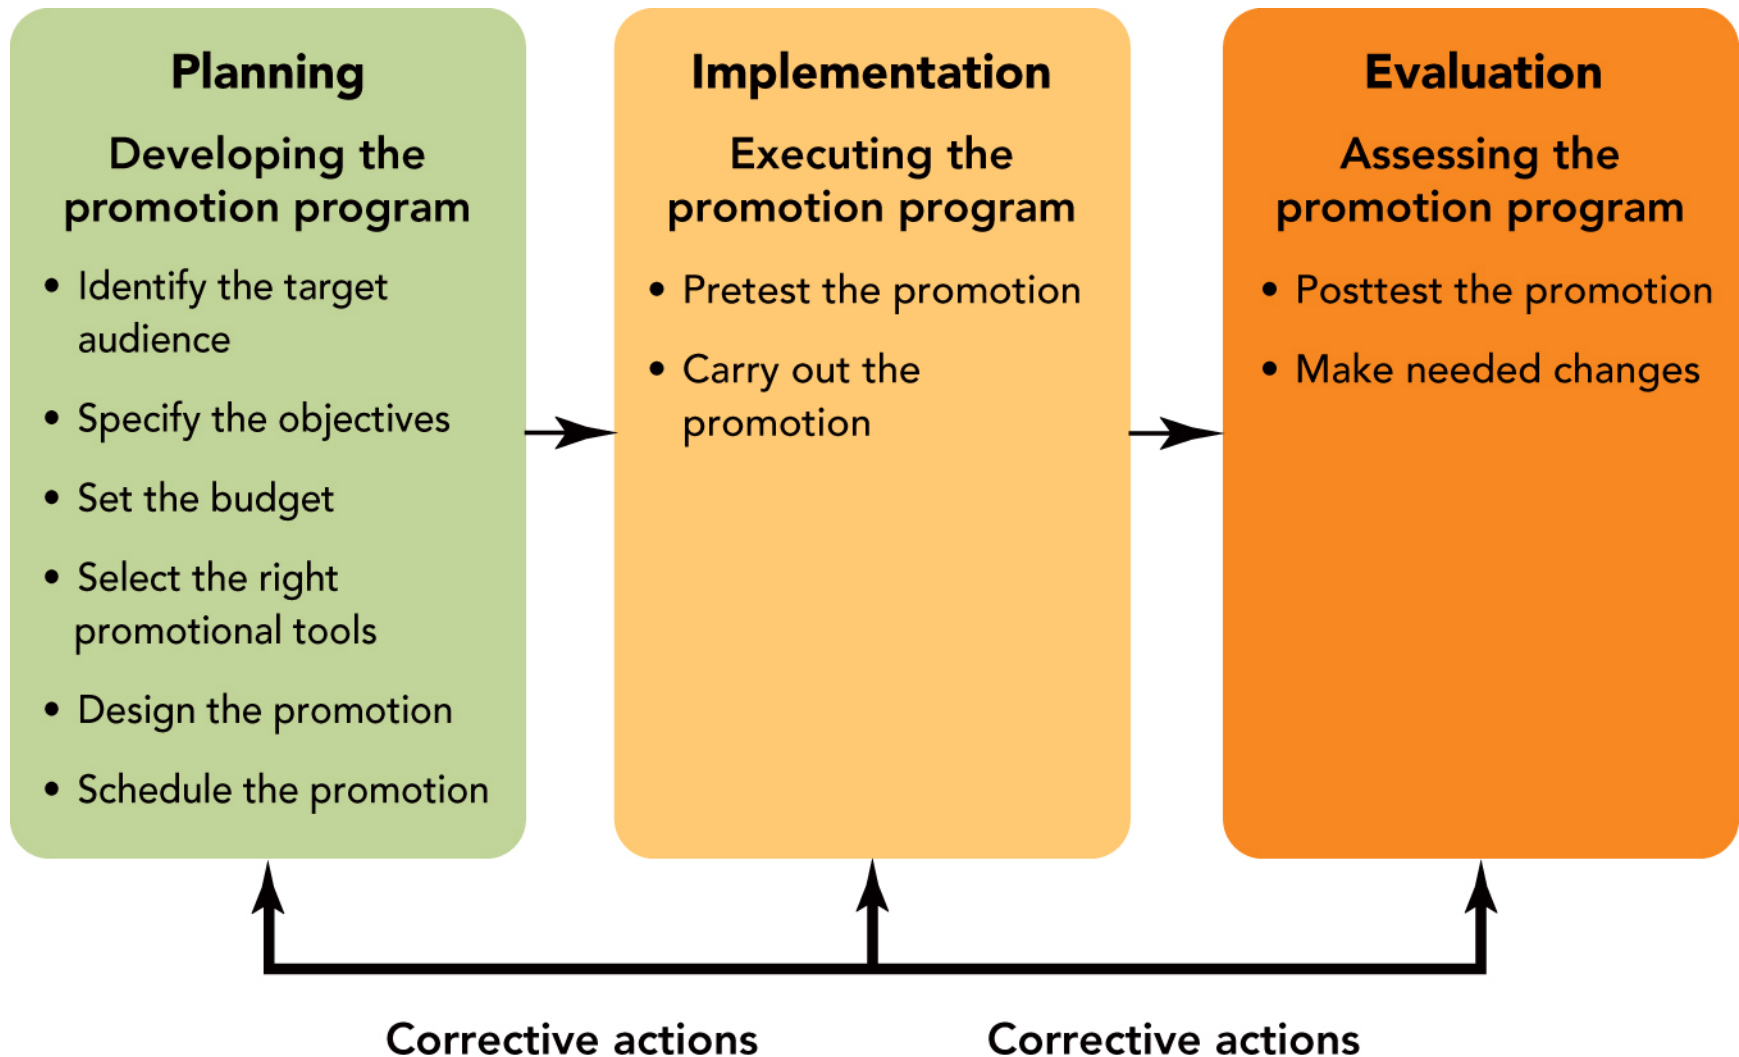 Planning
Developing the
promotion program
• Identify the target
audience
• Specify the objectives
• Set the budget
• Select the right
promotional tools
• Design the promotion
• Schedule the promotion
Implementation
Executing the
promotion program
• Pretest the promotion
• Carry out the
promotion
Evaluation
Assessing the
promotion program
• Posttest the promotion
• Make needed changes
Corrective actions
Corrective actions